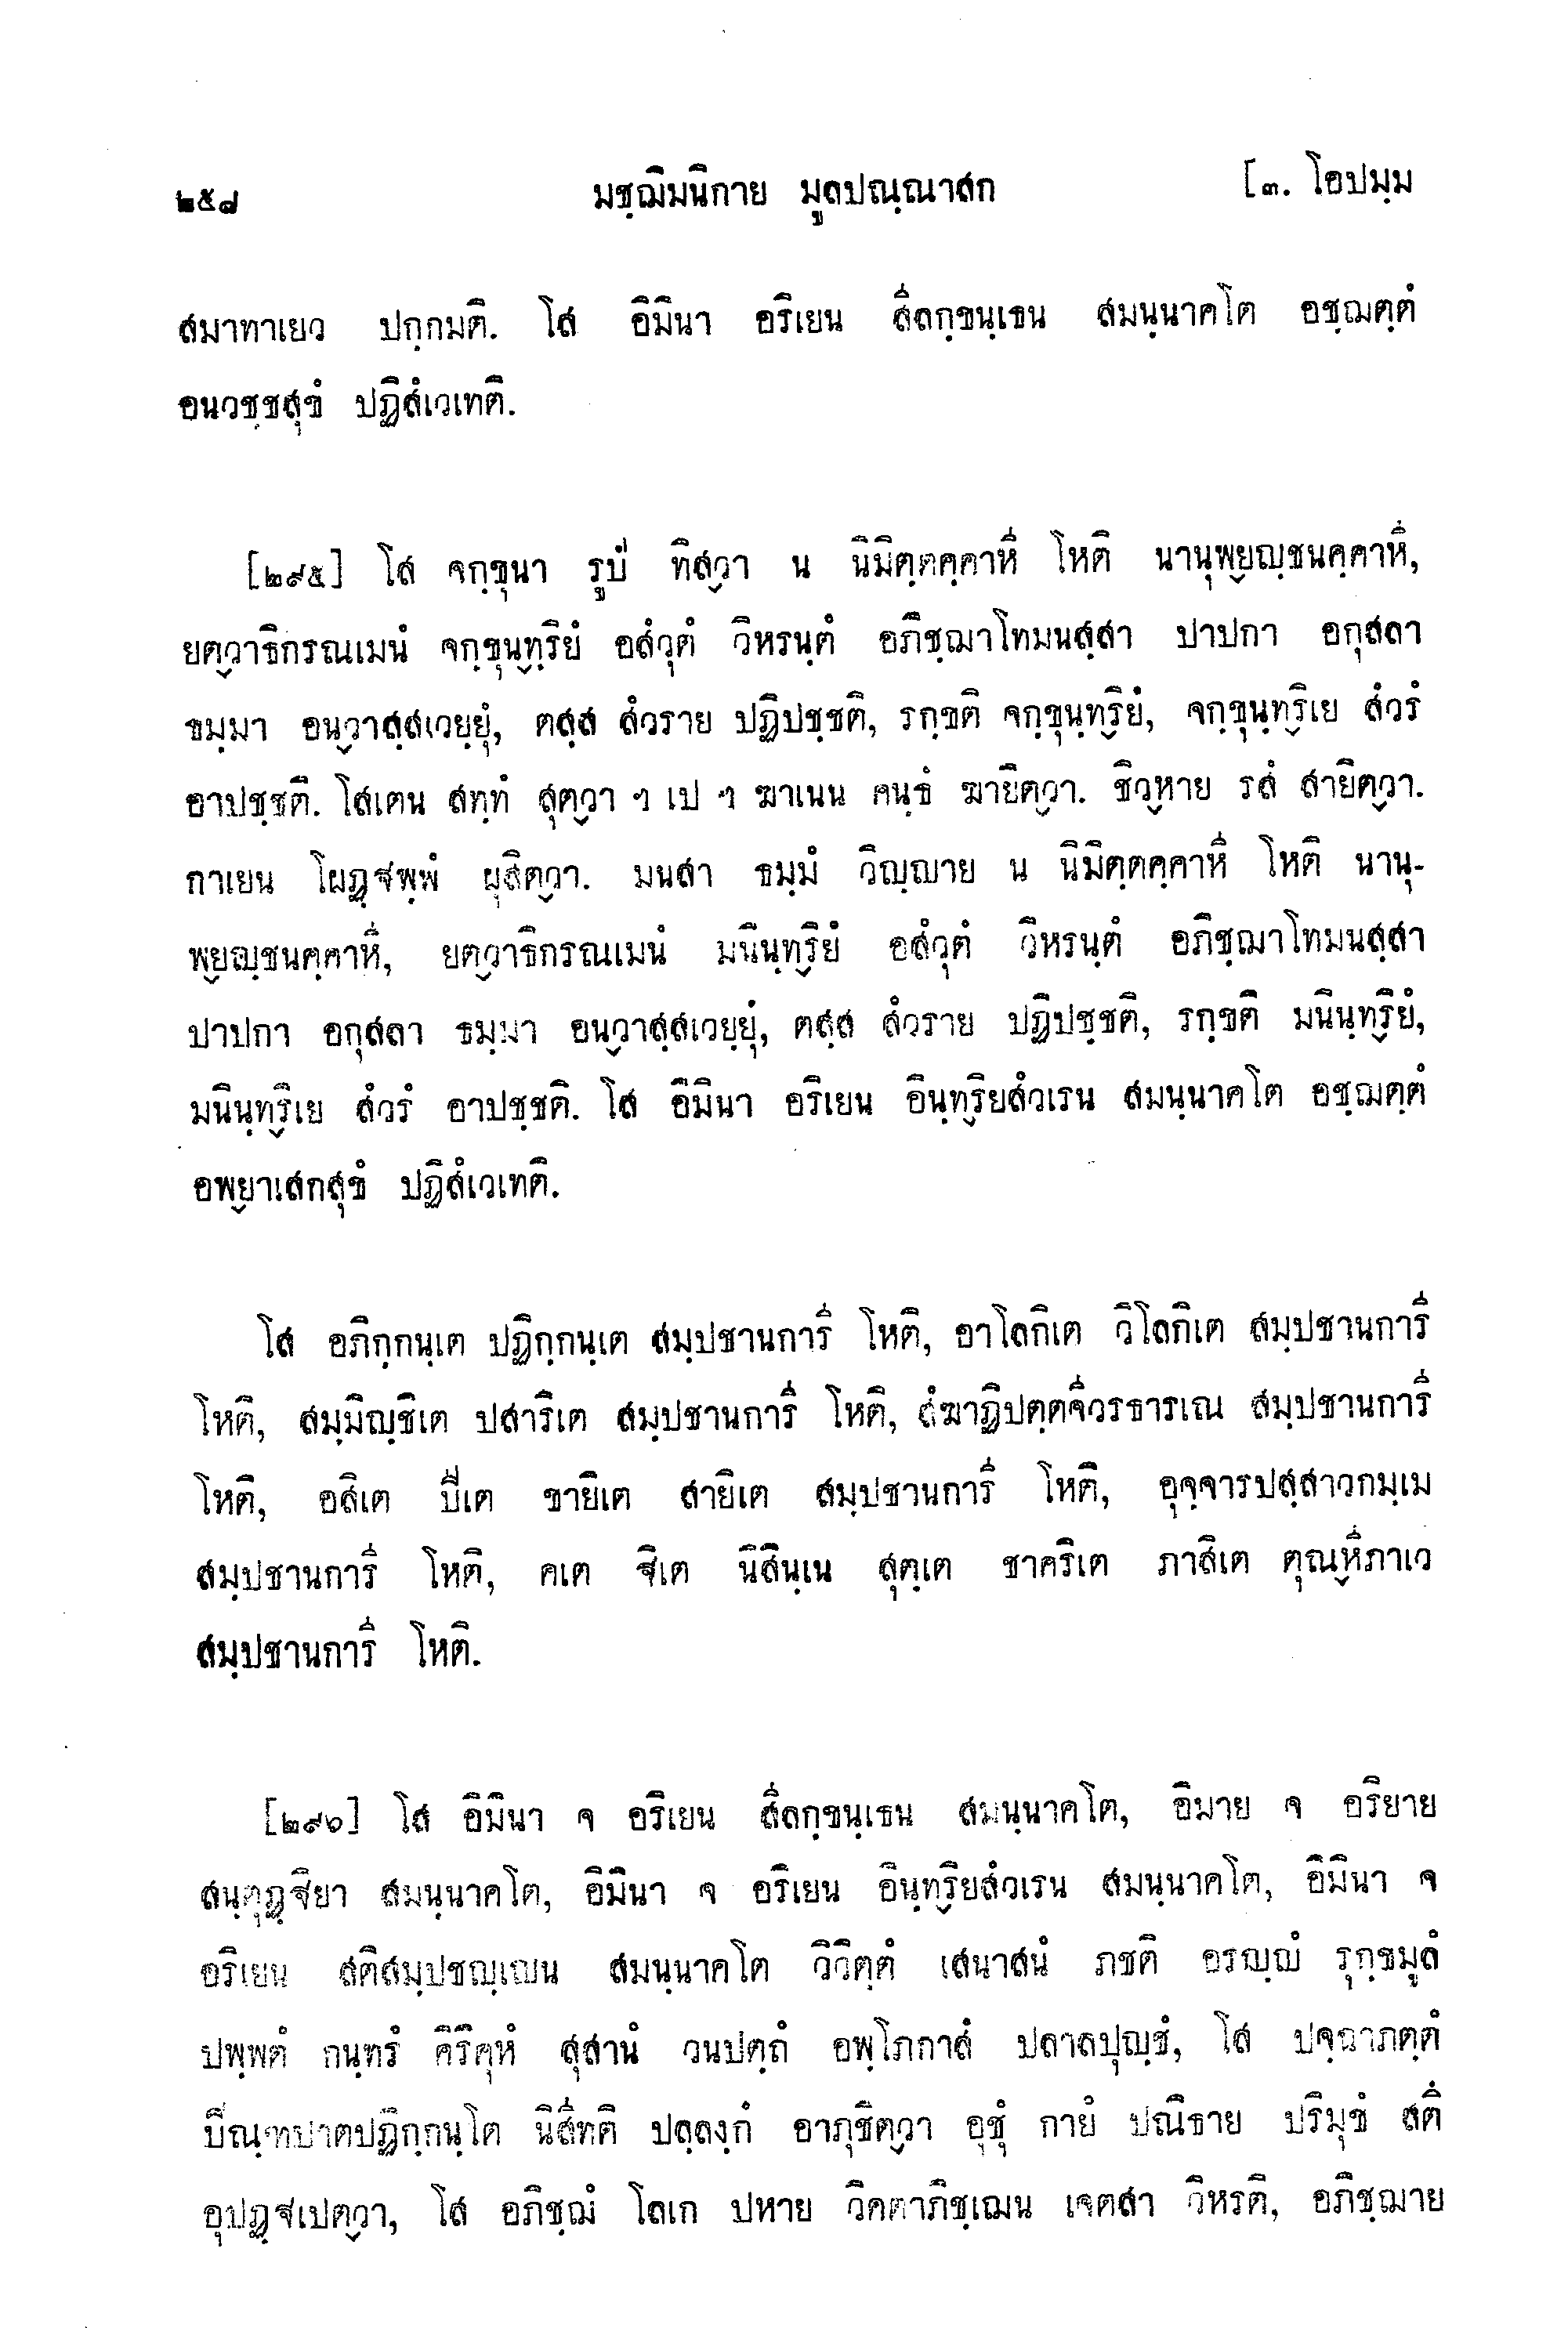 ๒๕๘ มชฺฌิมนิกาย มูลปณฺณาสก [๓. โอปมฺม
สมาทาเยว ปกฺกมติ. โส อิมินา อริเยน สีลกฺขนฺเธน สมนฺนาคโต อชฺฌตฺตํ
อนวชฺชสุขํ ปฏิสํเวเทติ.
[๒๙๕] โส จกฺขุนา รูปํ ทิส๎วา น นิมิตฺตคฺคาหี โหติ นานุพ๎ยญฺชนคฺคาหี,
ยต๎วาธิกรณเมนํ จกฺขุน๎ทฺริยํ อสํวุตํ วิหรนฺตํ อภิชฺฌาโทมนสฺสา ปาปกา อกุสลา
ธมฺมา อน๎วาสฺสเวยฺยุํ, ตสฺส สํวราย ปฏิปชฺชติ, รกฺขติ จกฺขุนฺท๎ริยํ, จกฺขุนฺท๎ริเย สํวรํ
อาปชฺชติ. โสเตน สทฺทํ สุต๎วา ฯ เป ฯ ฆาเนน คนฺธํ ฆายิต๎วา. ชิว๎หาย รสํ สายิต๎วา.
กาเยน โผฏฺฐพฺพํ ผุสิต๎วา. มนสา ธมฺมํ วิญฺญาย น นิมิตฺตคฺคาหี โหติ นานุ-
พ๎ยญฺชนคฺคาหี, ยต๎วาธิกรณเมนํ มนินฺท๎ริยํ อสํวุตํ วิหรนฺตํ อภิชฺฌาโทมนสฺสา
ปาปกา อกุสลา ธมฺมา อน๎วาสฺสเวยฺยุํ, ตสฺส สํวราย ปฏิปชฺชติ, รกฺขติ มนินฺท๎ริยํ,
มนินฺท๎ริเย สํวรํ อาปชฺชติ. โส อิมินา อริเยน อินฺท๎ริยสํวเรน สมนฺนาคโต อชฺฌตฺตํ
อพ๎ยาเสกสุขํ ปฏิสํเวเทติ.
โส อภิกฺกนฺเต ปฏิกฺกนฺเต สมฺปชานการี โหติ, อาโลกิเต วิโลกิเต สมฺปชานการี
โหติ, สมฺมิญฺชิเต ปสาริเต สมฺปชานการี โหติ, สํฆาฏิปตฺตจีวรธารเณ สมฺปชานการี
โหติ, อสิเต ปีเต ขายิเต สายิเต สมฺปชานการี โหติ, อุจฺจารปสฺสาวกมฺเม
สมฺปชานการี โหติ, คเต ฐิเต นิสินฺเน สุตฺเต ชาคริเต ภาสิเต ตุณ๎หีภาเว
สมฺปชานการี โหติ.
[๒๙๖] โส อิมินา จ อริเยน สีลกฺขนฺเธน สมนฺนาคโต, อิมาย จ อริยาย
สนฺตุฏฺฐิยา สมนฺนาคโต, อิมินา จ อริเยน อินฺท๎ริยสํวเรน สมนฺนาคโต, อิมินา จ
อริเยน สติสมฺปชญฺเญน สมนฺนาคโต วิวิตฺตํ เสนาสนํ ภชติ อรญฺญํ รุกฺขมูลํ
ปพฺพตํ กนฺทรํ คิริคุหํ สุสานํ วนปตฺถํ อพฺโภกาสํ ปลาลปุญฺชํ, โส ปจฺฉาภตฺตํ
ปิณฺฑปาตปฏิกฺกนฺโต นิสีทติ ปลฺลงฺกํ อาภุชิต๎วา อุชุํ กายํ ปณิธาย ปริมุขํ สตึ
อุปฏฺฐเปต๎วา, โส อภิชฺฌํ โลเก ปหาย วิคตาภิชฺเฌน เจตสา วิหรติ, อภิชฺฌาย